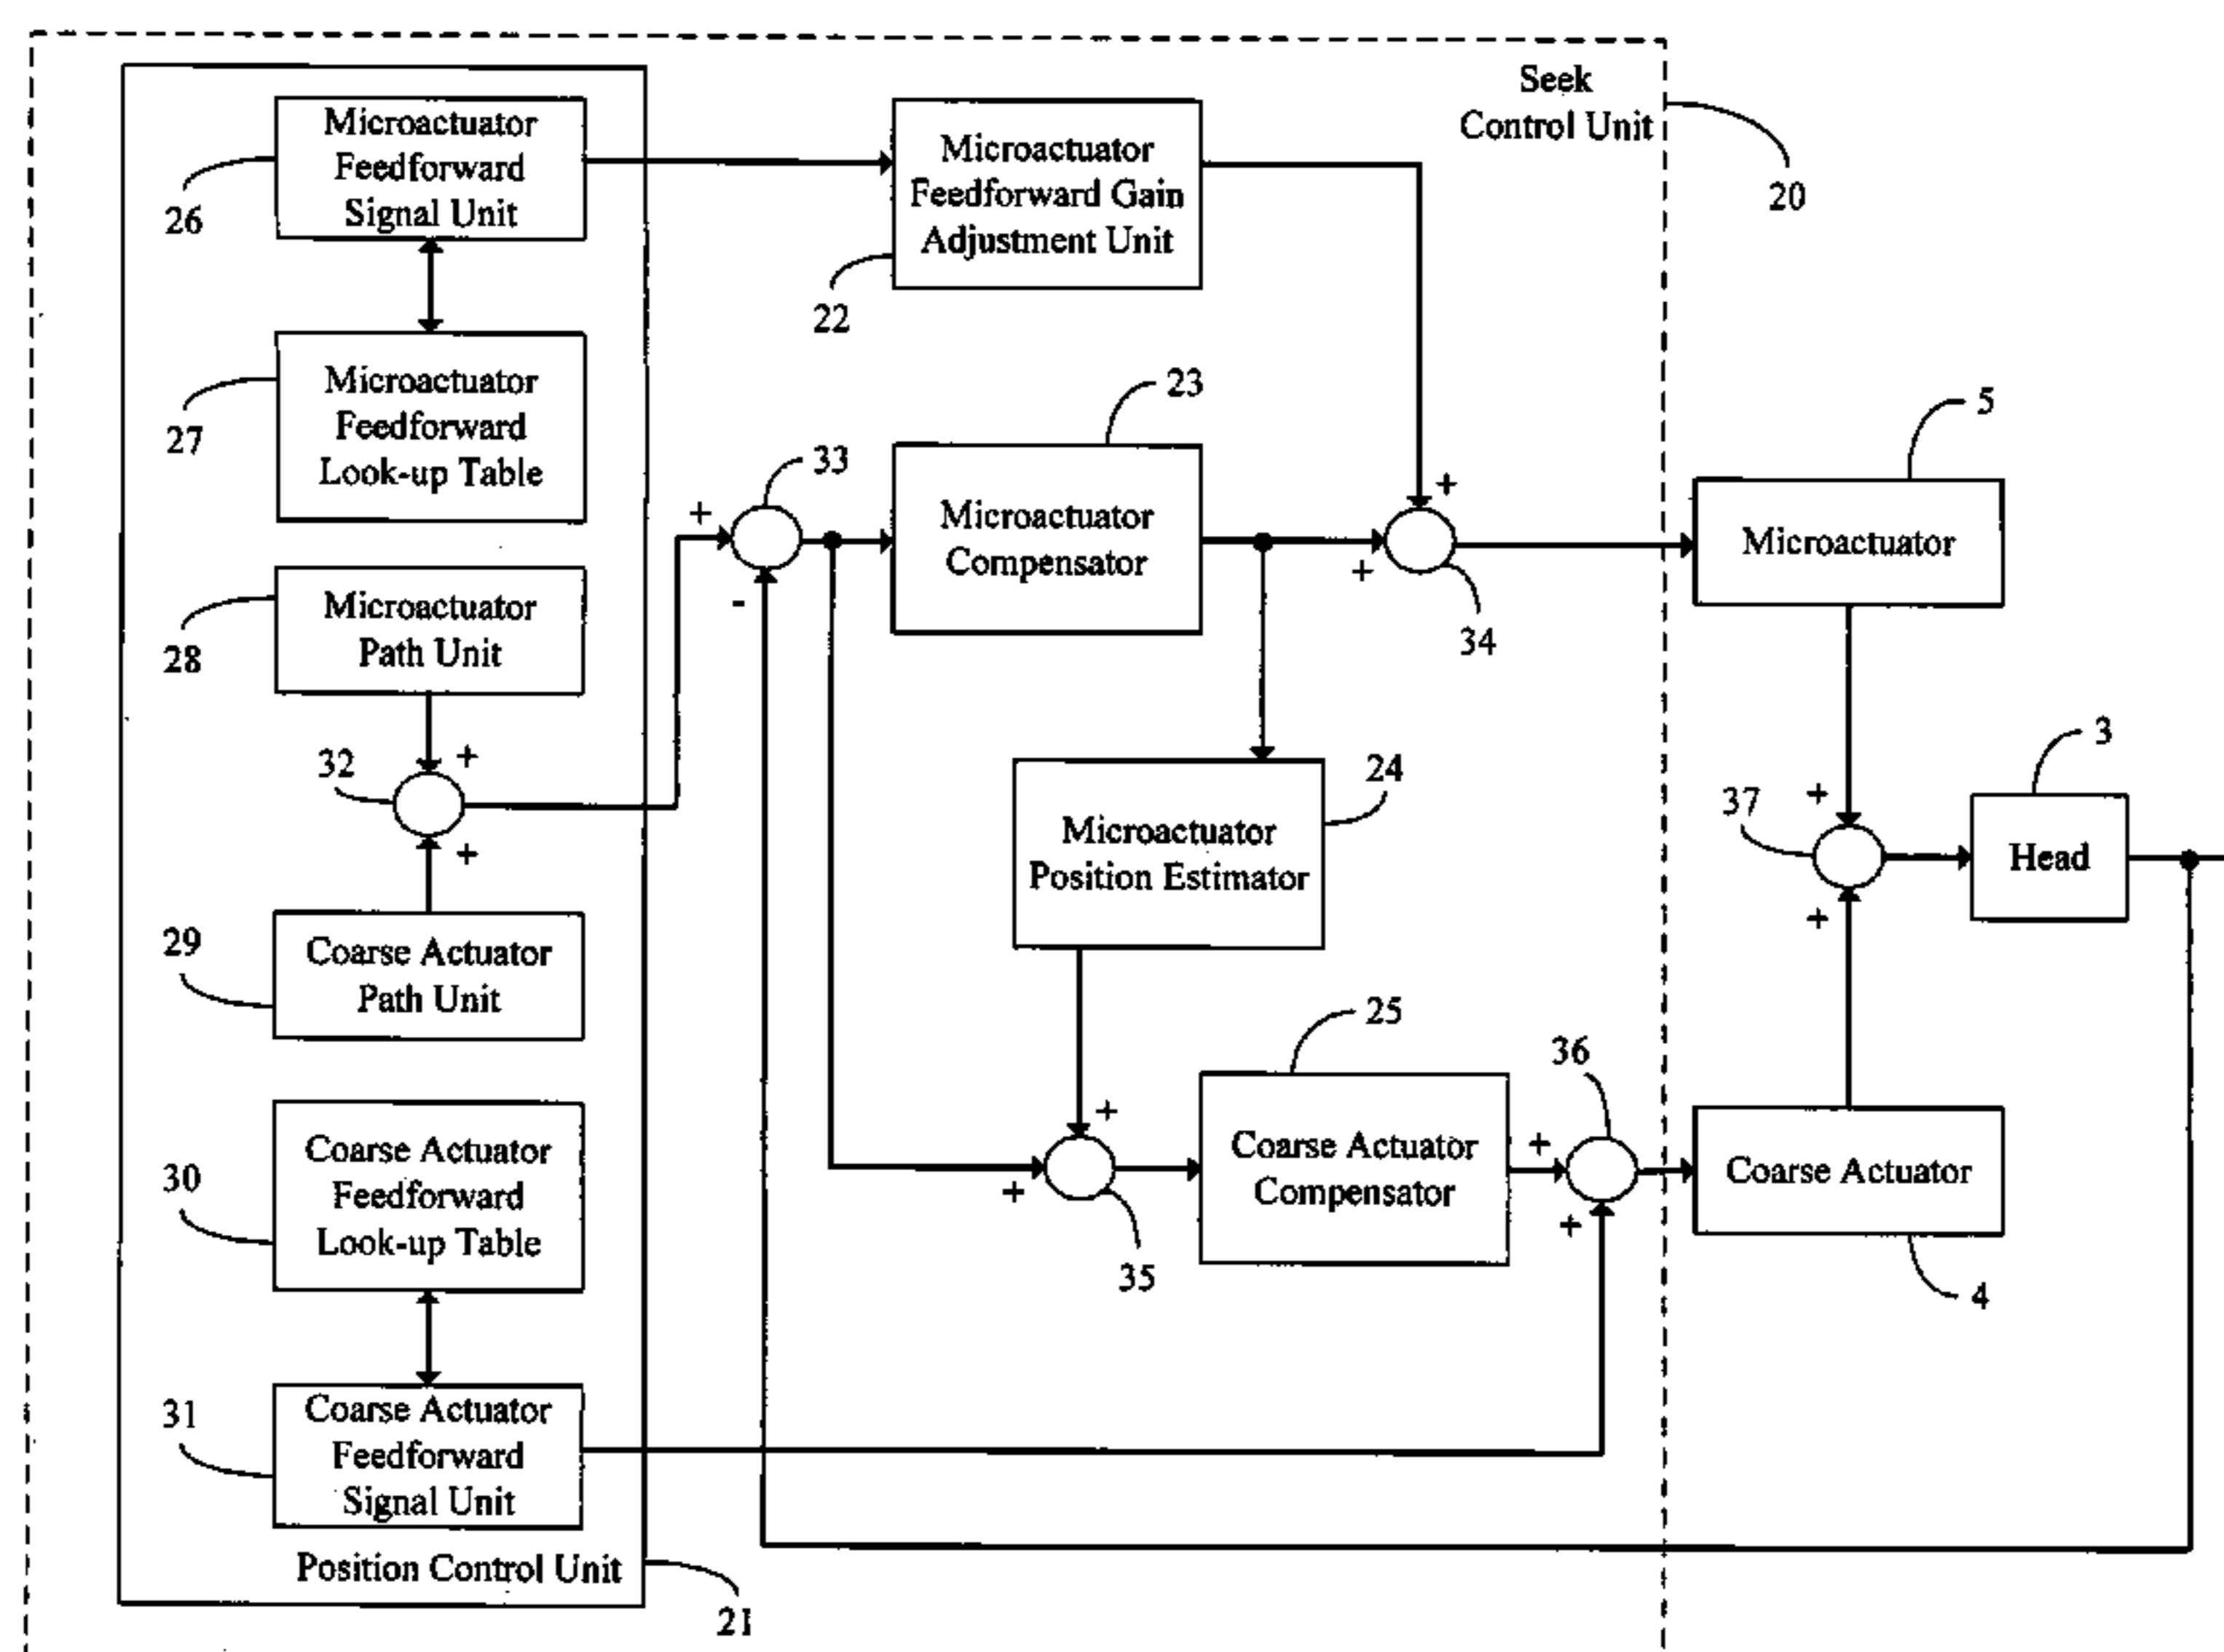 Seek
Control Unit
20
Microactuator
Feedforward
Signal Unit
26
Microactuator
Feedforward Gain
Adjustment Unit
22
Microactuator
Feedforward
Look-up Table
27
23
5
33
+
+
Microactuator
Compensator
Microactuator
+
-
34
Microactuator
Path Unit
28
32
+
+
24
Microactuator
Position Estimator
3
37
+
+
Head
Coarse Actuator
Path Unit
29
25
36
Coarse Actuator
Feedforward
Look-up Table
30
+
+
35
Coarse Actuator
Compensator
+
+
Coarse Actuator
4
31
Coarse Actuator
Feedforward
Signal Unit
Position Control Unit
21